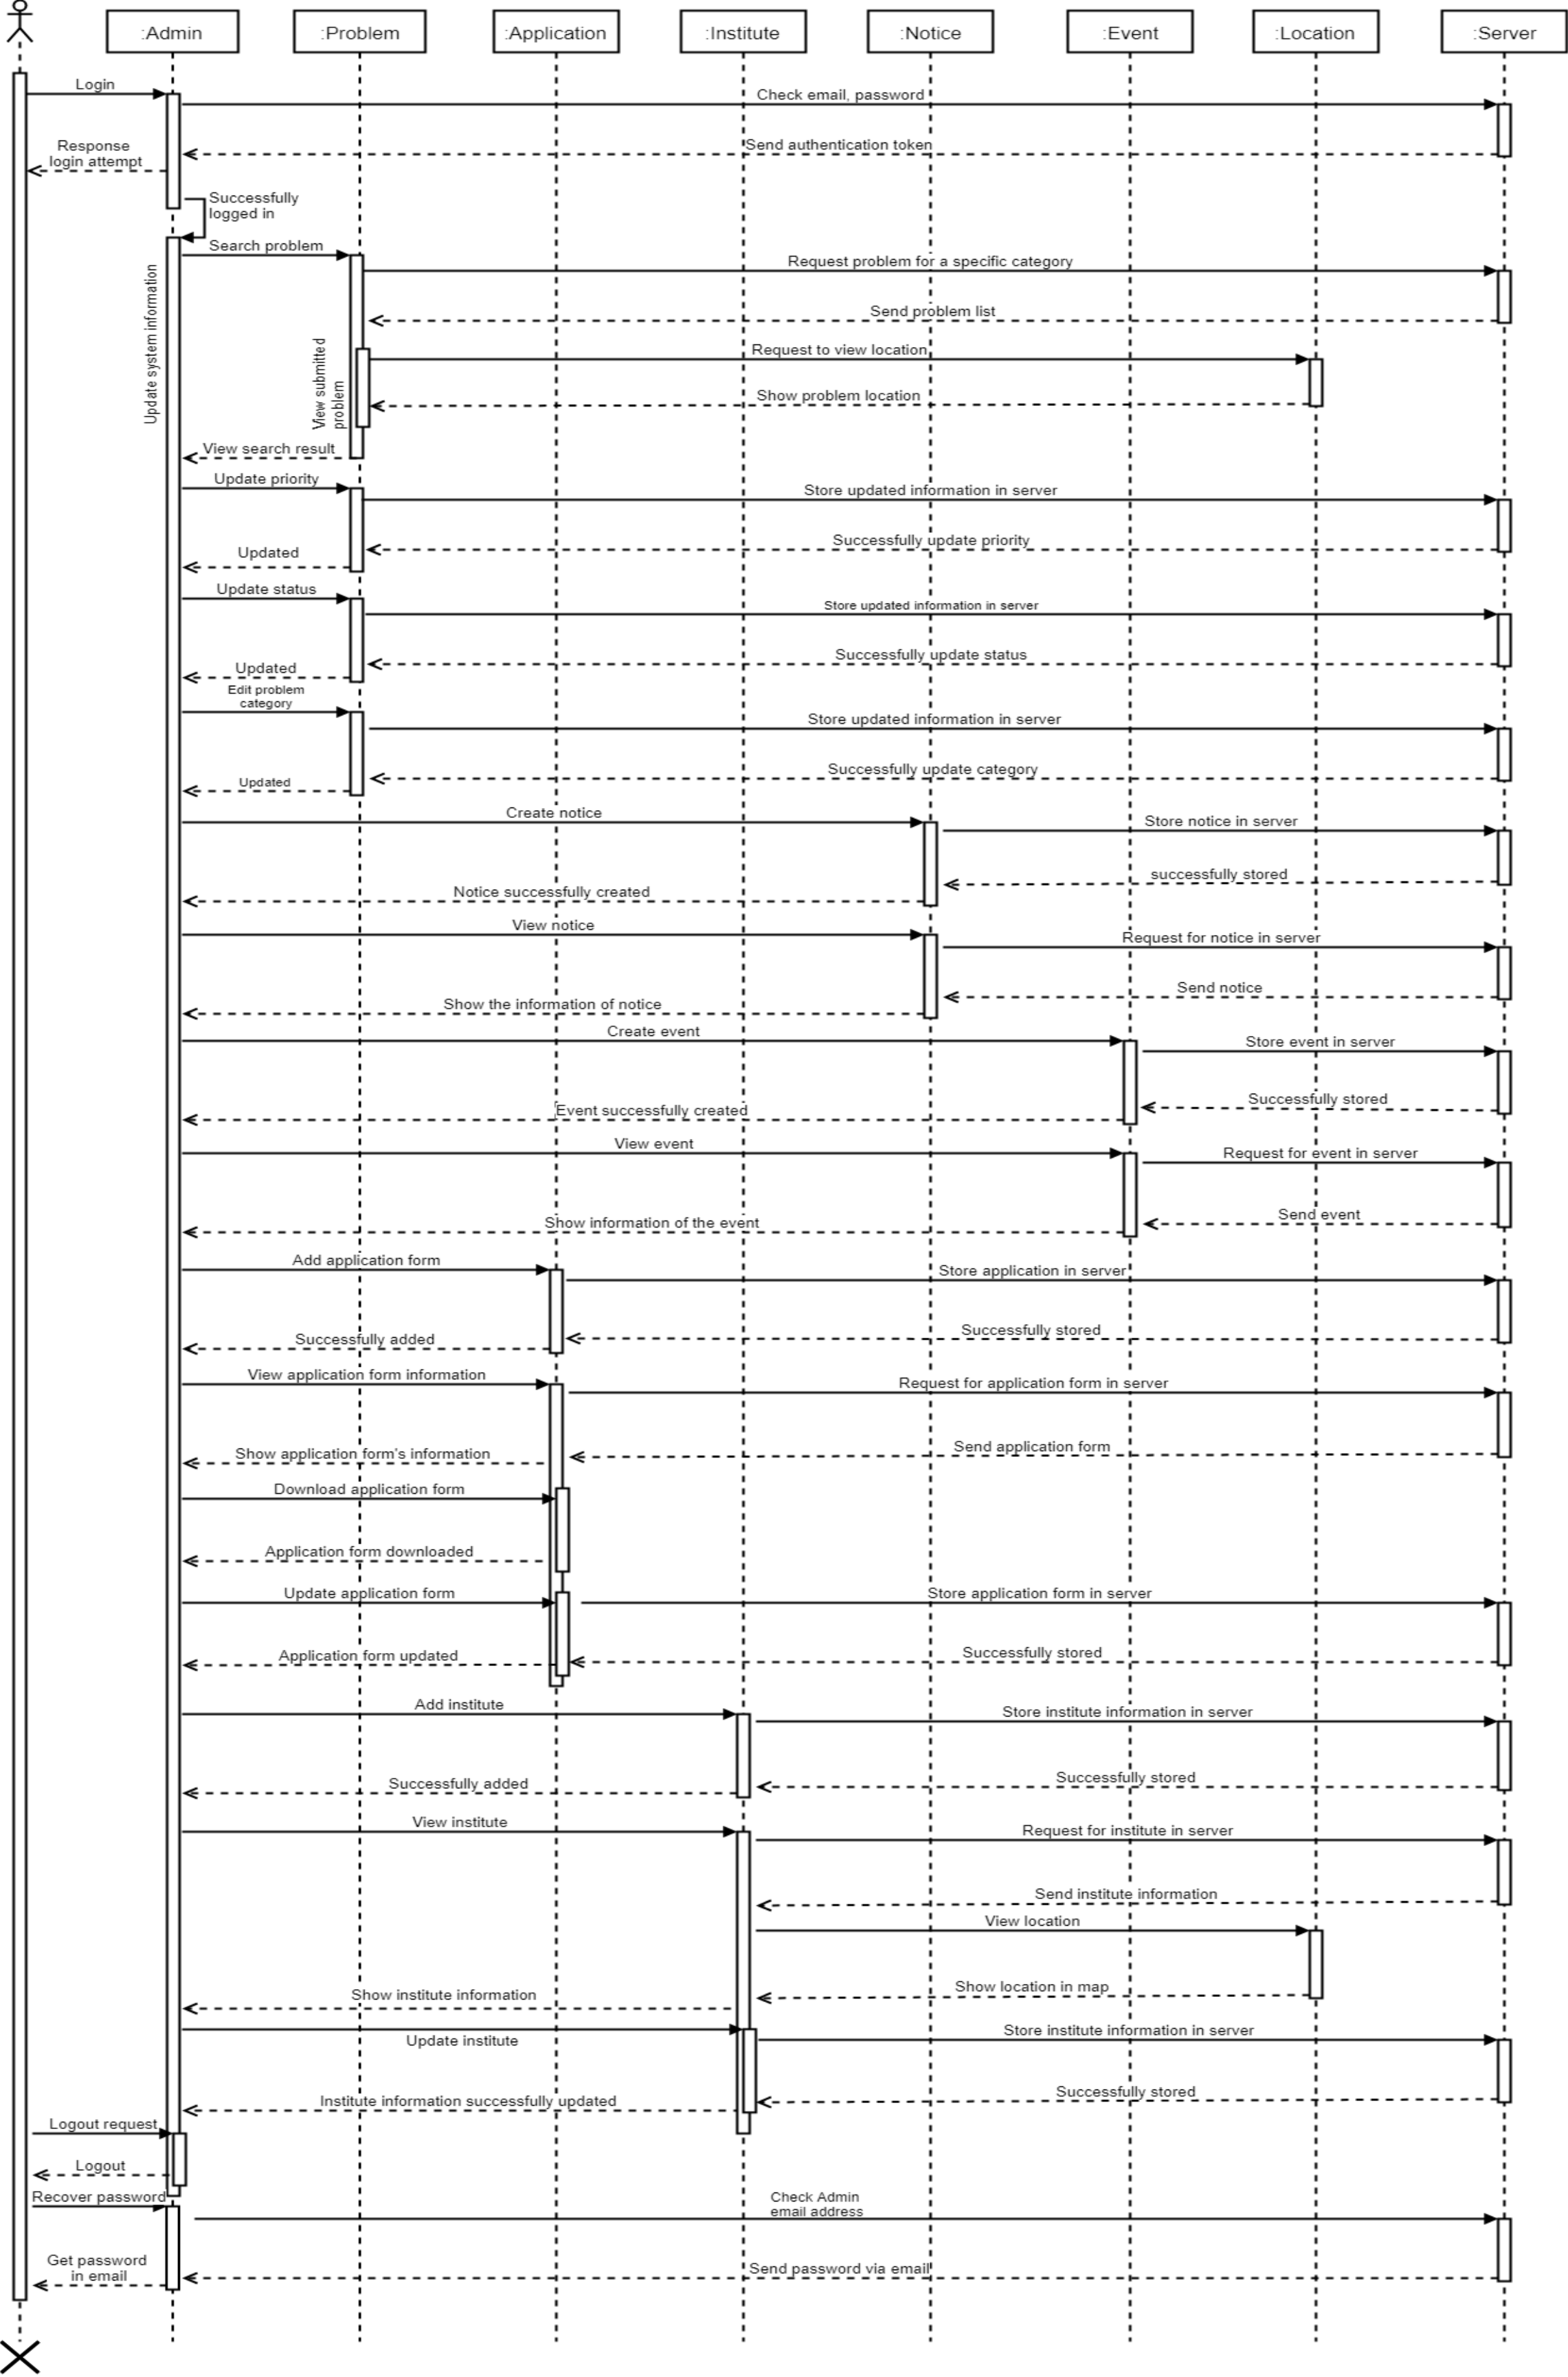 :Admin
:Problem
:Application
:Institute
:Notice
:Event
:Location
:Server
Login
Check email, password
Send authentication token
Response
login attempt
Successfully
logged in
Update system information
Search problem
Request problem for a specific category
Send problem list
View submitted
problem
Request to view location
Show problem location
View search result
Update priority
Store updated information in server
Successfully update priority
Updated
Update status
Store updated information in server
Successfully update status
Updated
Edit problem
category
Store updated information in server
Successfully update category
Updated
Create notice
Store notice in server
successfully stored
Notice successfully created
View notice
Request for notice in server
Send notice
Show the information of notice
Create event
Store event in server
Successfully stored
Event successfully created
View event
Request for event in server
Send event
Show information of the event
Add application form
Store application in server
Successfully stored
Successfully added
View application form information
Request for application form in server
Send application form
Show application form's information
Download application form
Application form downloaded
Update application form
Store application form in server
Successfully stored
Application form updated
Add institute
Store institute information in server
Successfully stored
Successfully added
View institute
Request for institute in server
Send institute information
View location
Show location in map
Show institute information
Update institute
Store institute information in server
Successfully stored
Institute information successfully updated
Logout request
Logout
Recover password
Check Admin
email address
Send password via email
Get password
in email